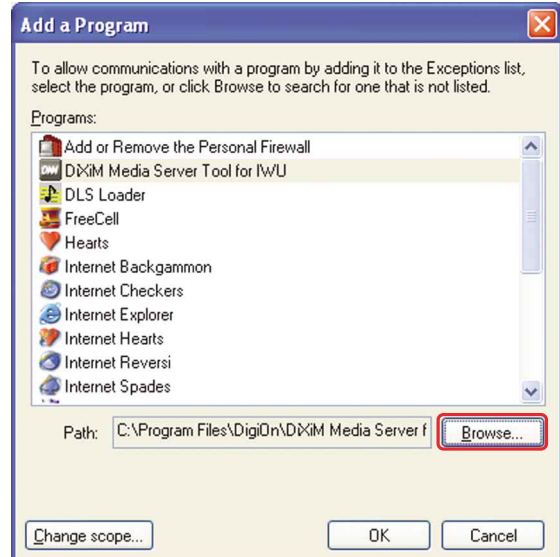 Add a Program
To allow communications with a program by adding it to the Exceptions list,
select the program, or click Browse to search for one that is not listed.
Programs:
Add or Remove the Personal Firewall
DiXiM Media Server Tool for IWU
DLS Loader
FreeCell
Hearts
Internet Backgammon
Internet Checkers
Internet Explorer
Internet Hearts
Internet Reversi
Internet Spades
Path: C:\Program Files\DigiOn\DiXiM Media Server f Browse...
Change scope... OK Cancel